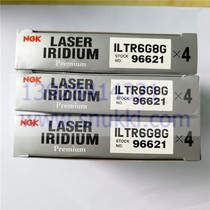 NGK
LASER
IRIDIUM
Premium
ILTR6G8G
STOCK NO. 96621
×4
NGK
LASER
IRIDIUM
Premium
ILTR6G8G
STOCK NO. 96621
×4
NGK
LASER
IRIDIUM
Premium
ILTR6G8G
STOCK NO. 96621
×4